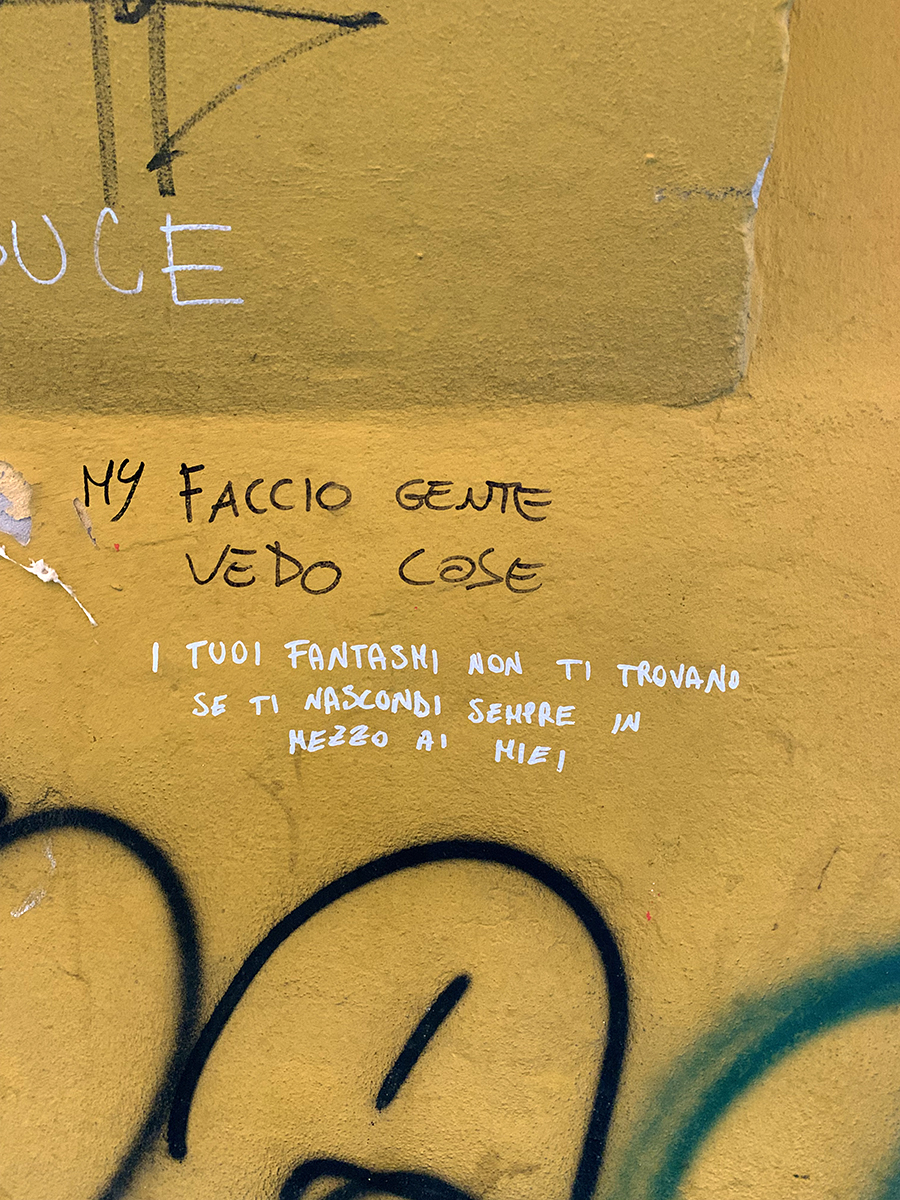 UCE
MY FACCIO GENTE
VEDO COSE
I TUOI FANTASMI NON TI TROVANO
SE TI NASCONDI SEMPRE IN
MEZZO AI MIEI